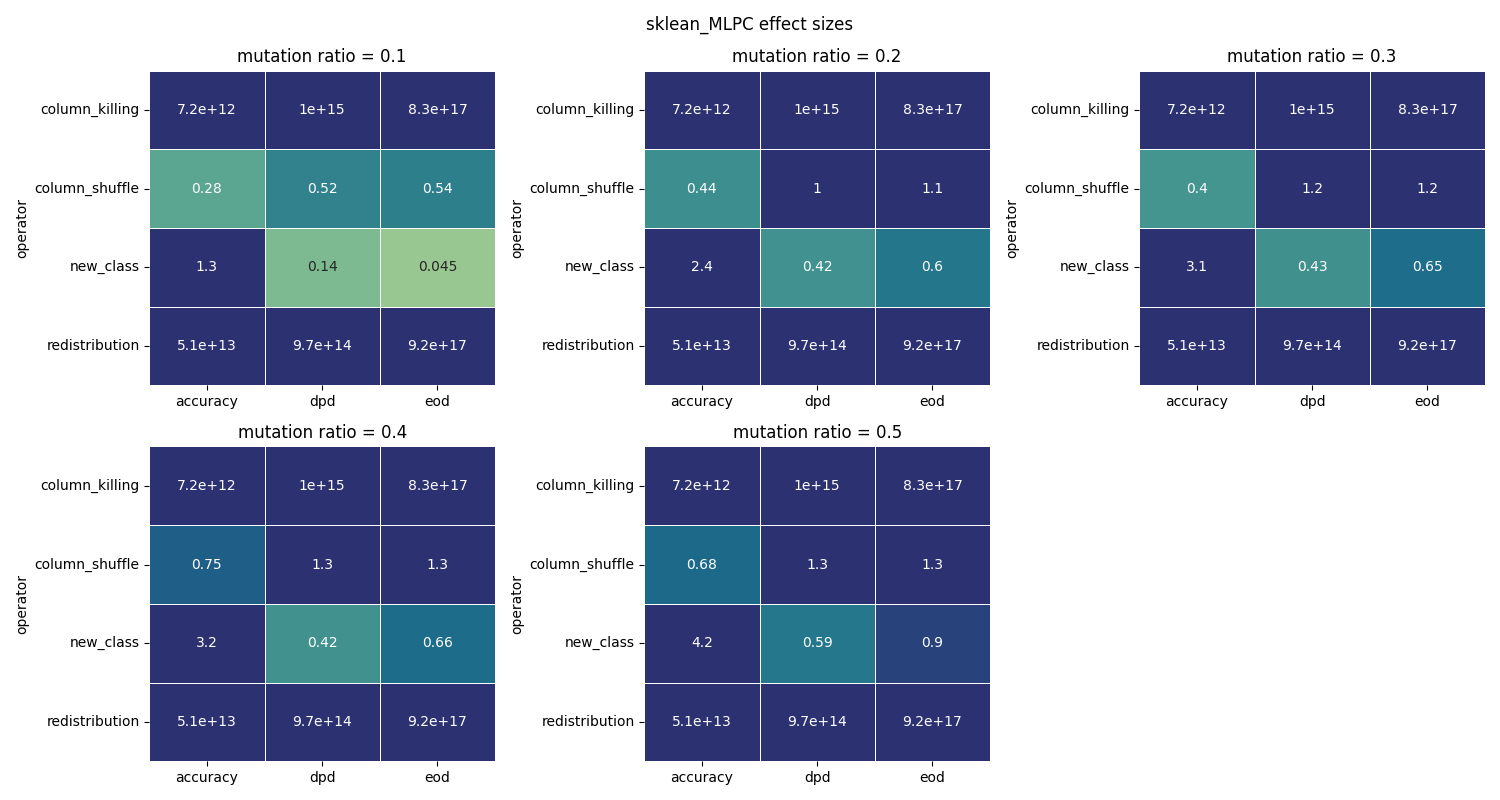 sklean_MLPC effect sizes
mutation ratio = 0.1
column_killing 7.2e+12 1e+15 8.3e+17
column_shuffle 0.28 0.52 0.54
new_class 1.3 0.14 0.045
redistribution 5.1e+13 9.7e+14 9.2e+17
operator
accuracy dpd eod
mutation ratio = 0.2
column_killing 7.2e+12 1e+15 8.3e+17
column_shuffle 0.44 1 1.1
new_class 2.4 0.42 0.6
redistribution 5.1e+13 9.7e+14 9.2e+17
operator
accuracy dpd eod
mutation ratio = 0.3
column_killing 7.2e+12 1e+15 8.3e+17
column_shuffle 0.4 1.2 1.2
new_class 3.1 0.43 0.65
redistribution 5.1e+13 9.7e+14 9.2e+17
operator
accuracy dpd eod
mutation ratio = 0.4
column_killing 7.2e+12 1e+15 8.3e+17
column_shuffle 0.75 1.3 1.3
new_class 3.2 0.42 0.66
redistribution 5.1e+13 9.7e+14 9.2e+17
operator
accuracy dpd eod
mutation ratio = 0.5
column_killing 7.2e+12 1e+15 8.3e+17
column_shuffle 0.68 1.3 1.3
new_class 4.2 0.59 0.9
redistribution 5.1e+13 9.7e+14 9.2e+17
operator
accuracy dpd eod